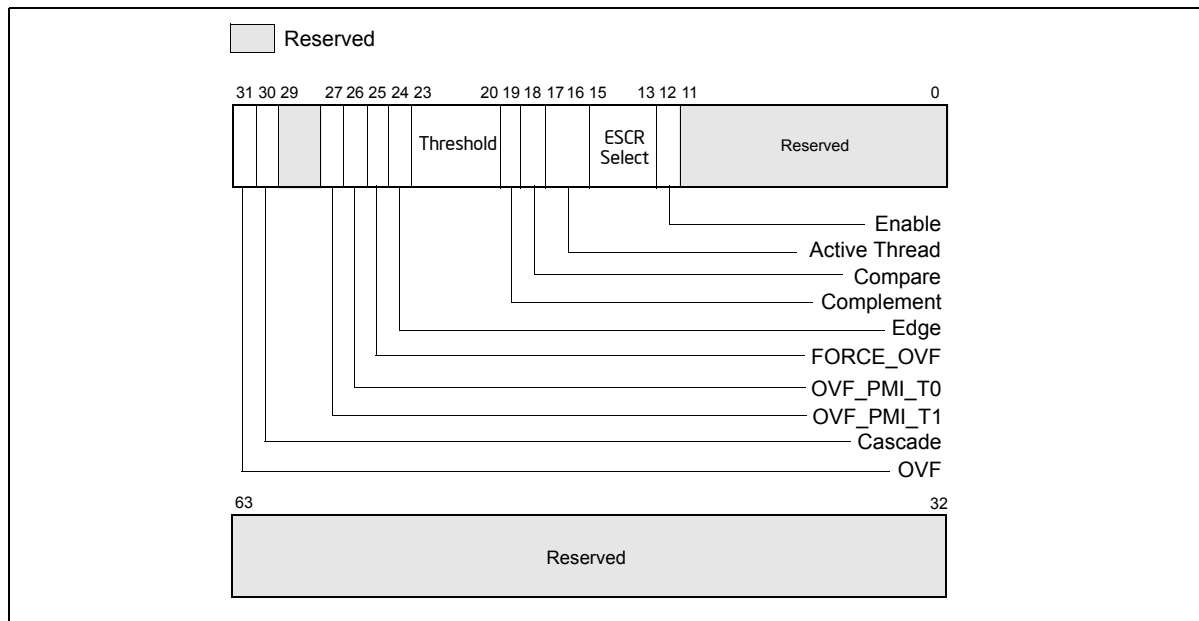 Reserved
31 30 29 27 26 25 24 23 20 19 18 17 16 15 13 12 11 0
Threshold
ESCR
Select
Reserved
Enable
Active Thread
Compare
Complement
Edge
FORCE_OVF
OVF_PMI_T0
OVF_PMI_T1
Cascade
OVF
63 32
Reserved